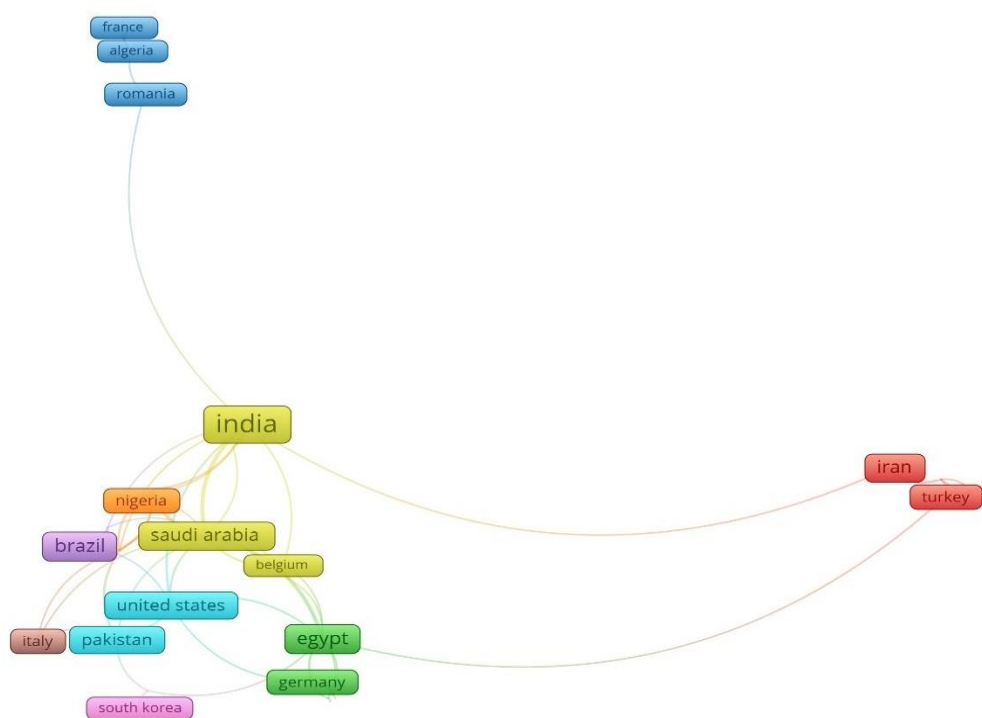 france
algeria
romania
india
iran
turkey
nigeria
saudi arabia
brazil
belgium
united states
egypt
italy
pakistan
germany
south korea